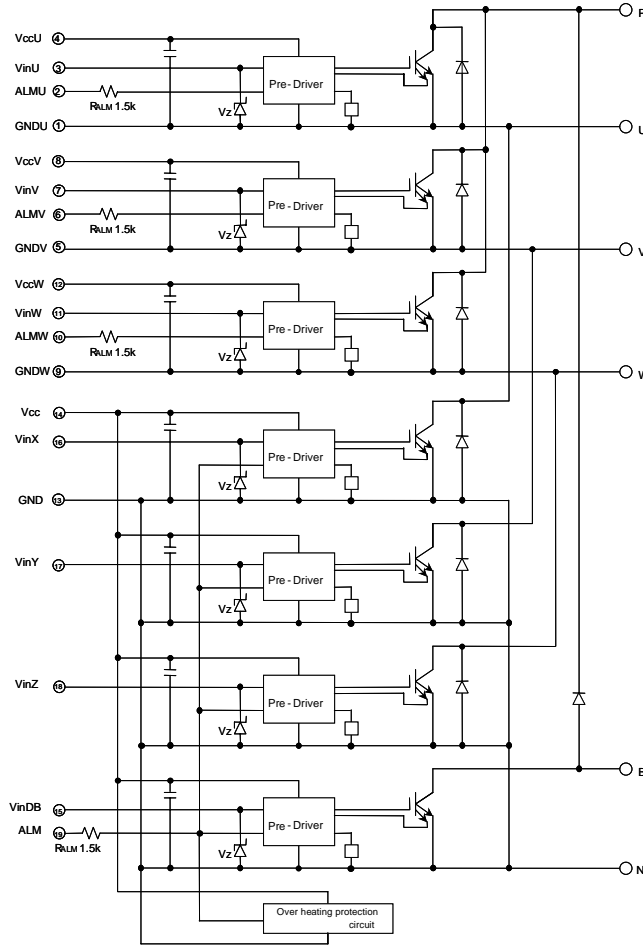 P
VccU 4
VinU 3
Pre-Driver
ALMU 2
RALM 1.5k
Vz
GNDU 1
U
VccV 8
VinV 7
Pre-Driver
ALMV 6
RALM 1.5k
Vz
GNDV 5
V
VccW 12
VinW 11
Pre-Driver
ALMW 10
RALM 1.5k
Vz
GNDW 9
W
Vcc 14
VinX 16
Pre-Driver
Vz
GND 13
VinY 17
Pre-Driver
Vz
VinZ 18
Pre-Driver
Vz
B
VinDB 15
Pre-Driver
ALM 19
RALM 1.5k
Vz
N
Over heating protection
circuit